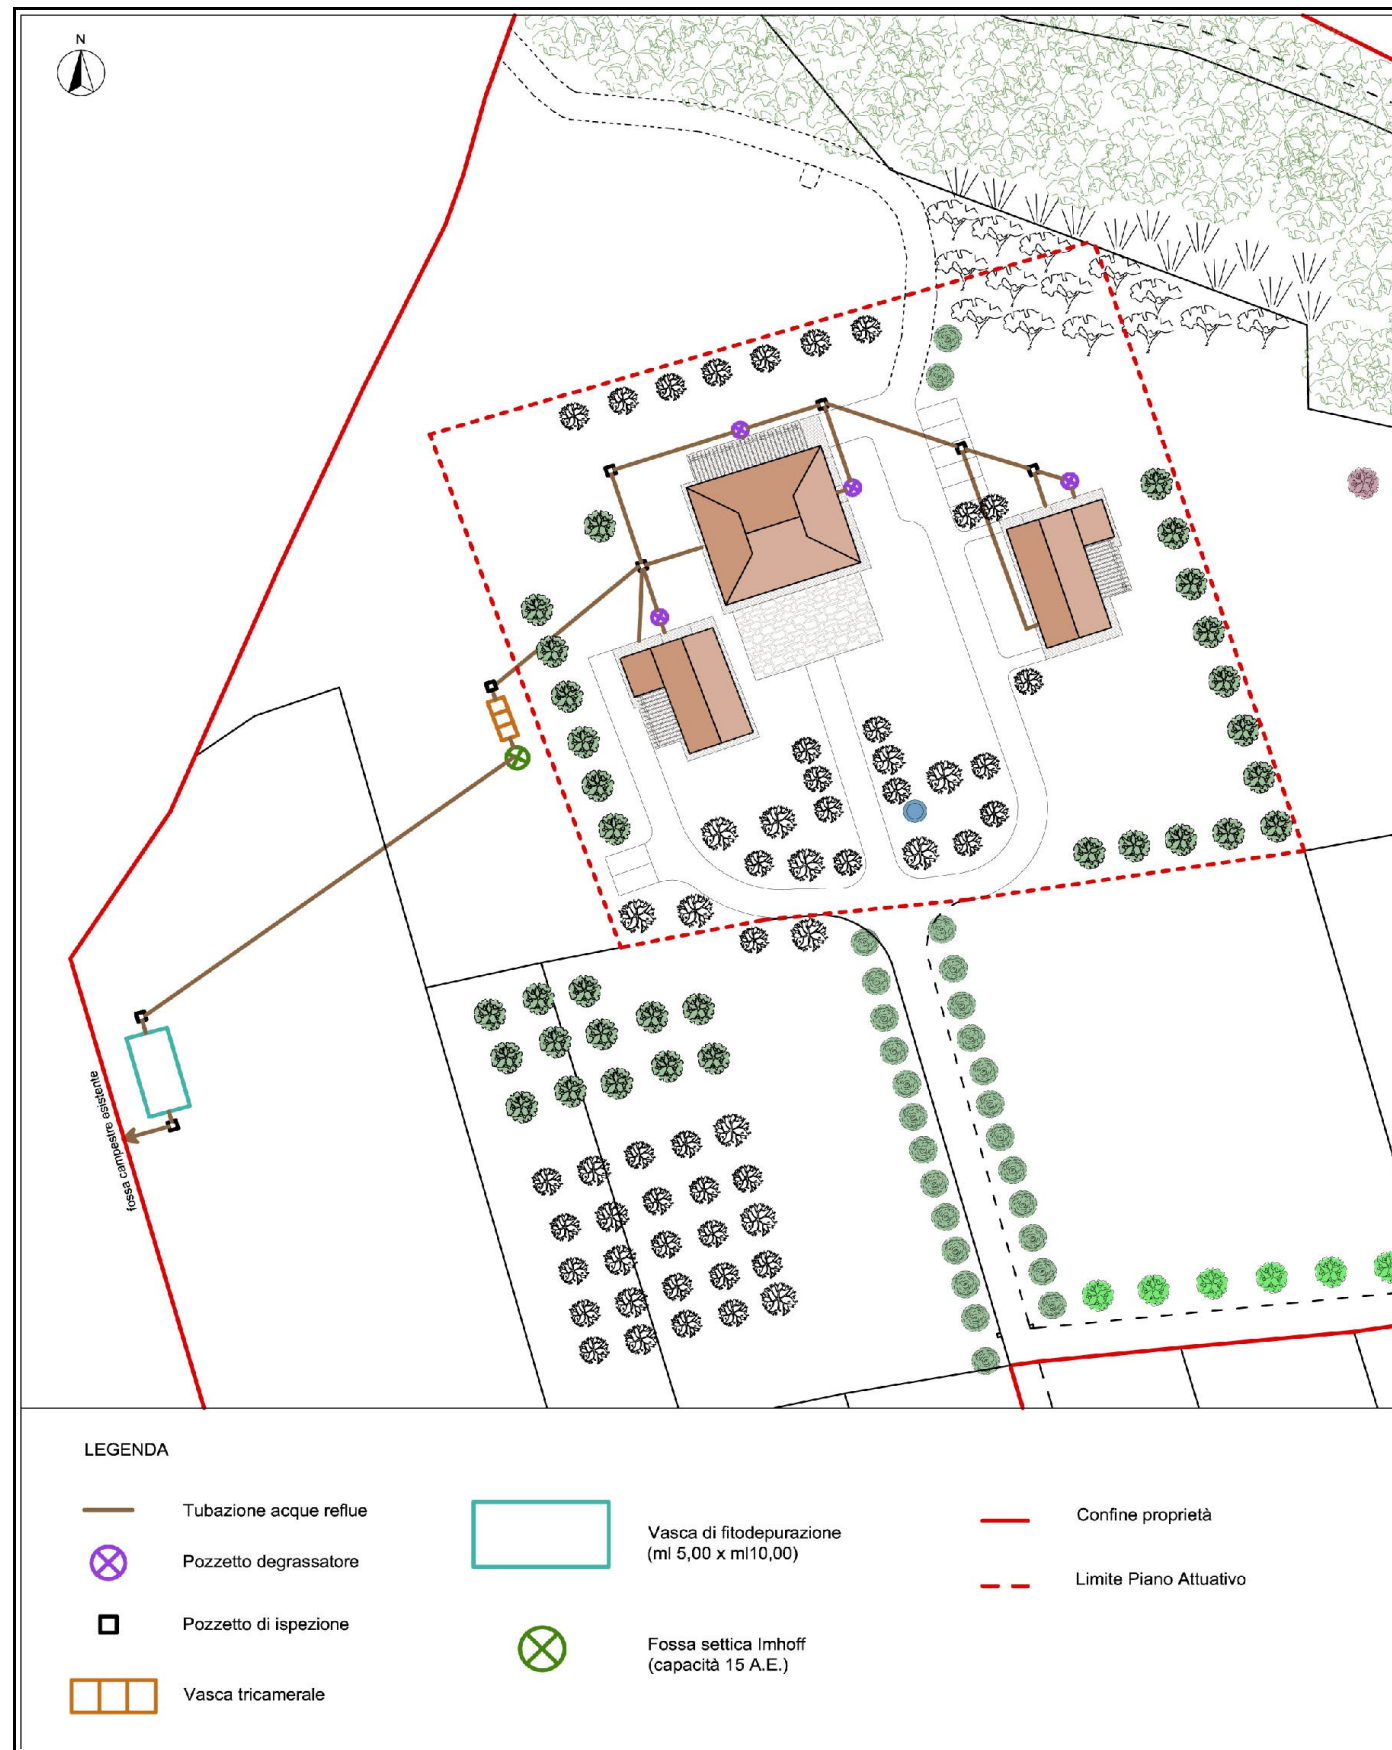 N
fossa campestre esistente
LEGENDA
Tubazione acque reflue
Pozzetto degrassatore
Pozzetto di ispezione
Vasca tricamerale
Vasca di fitodepurazione
(ml 5,00 x ml10,00)
Fossa settica Imhoff
(capacità 15 A.E.)
Confine proprietà
Limite Piano Attuativo